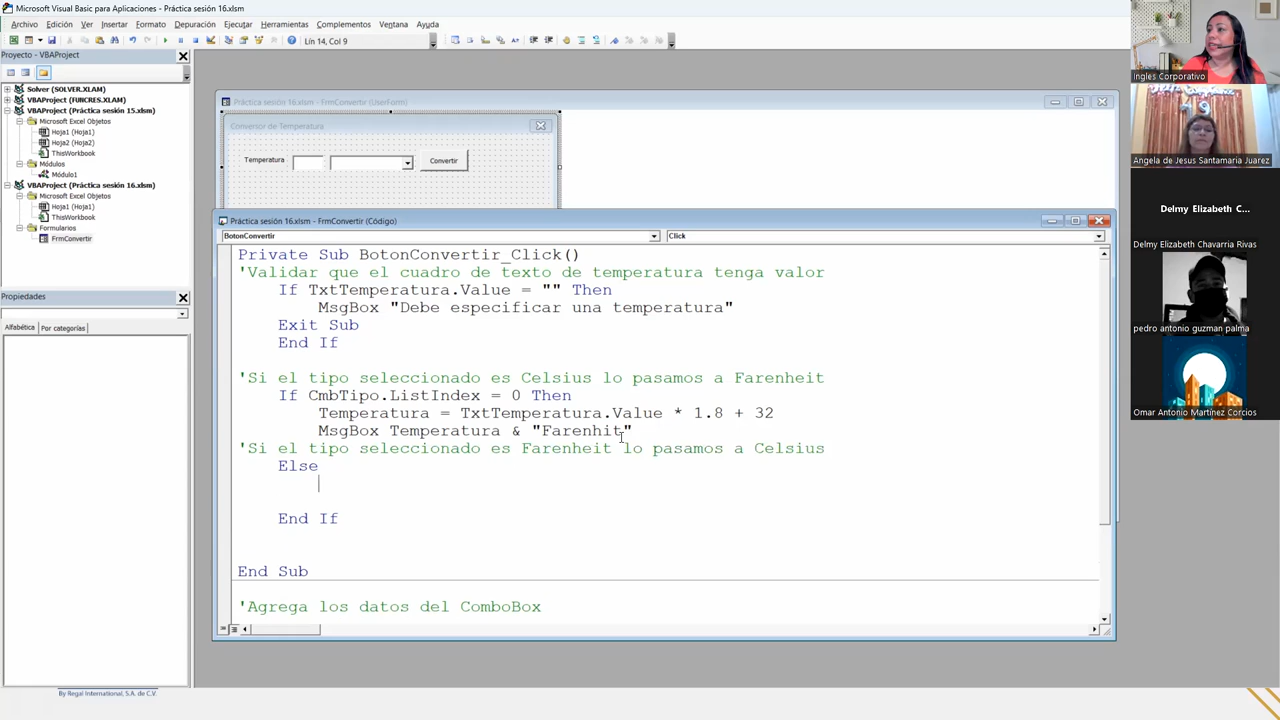 Microsoft Visual Basic para Aplicaciones - Práctica sesión 16.xlsm
Archivo Edición Ver Insertar Formato Depuración Ejecutar Herramientas Complementos Ventana Ayuda
Lín 14, Col 9
Proyecto - VBAProject
Solver (SOLVER.XLAM)
VBAProject (FUNCRES.XLAM)
VBAProject (Práctica sesión 15.xlsm)
Microsoft Excel Objetos
Hoja1 (Hoja1)
Hoja2 (Hoja2)
ThisWorkbook
Módulos
Módulo1
VBAProject (Práctica sesión 16.xlsm)
Microsoft Excel Objetos
Hoja1 (Hoja1)
ThisWorkbook
Formularios
FrmConvertir
Propiedades
Alfabética Por categorías
Práctica sesión 16.xlsm - FrmConvertir (UserForm)
Conversor de Temperatura
Temperatura Convertir
Práctica sesión 16.xlsm - FrmConvertir (Código)
BotonConvertir Click
Private Sub BotonConvertir_Click()
'Validar que el cuadro de texto de temperatura tenga valor
If TxtTemperatura.Value = "" Then
MsgBox "Debe especificar una temperatura"
Exit Sub
End If
'Si el tipo seleccionado es Celsius lo pasamos a Farenheit
If CmbTipo.ListIndex = 0 Then
Temperatura = TxtTemperatura.Value * 1.8 + 32
MsgBox Temperatura & "Farenhit"
'Si el tipo seleccionado es Farenheit lo pasamos a Celsius
Else
End If
End Sub
'Agrega los datos del ComboBox
By Regal International, S.A. de C.V.
Ingles Corporativo
Angela de Jesus Santamaria Juarez
Delmy Elizabeth C...
Delmy Elizabeth Chavarria Rivas
pedro antonio guzman palma
Omar Antonio Martínez Corcios